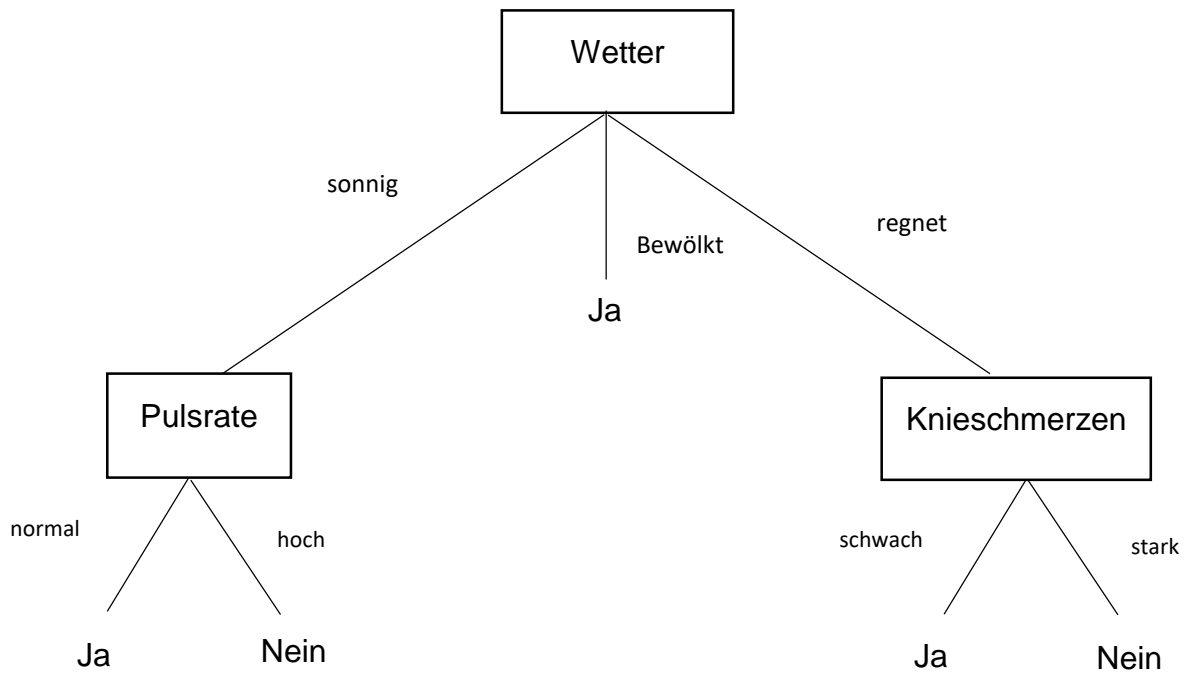 Wetter
sonnig
regnet
Bewölkt
Ja
Pulsrate
Knieschmerzen
normal
hoch
schwach
stark
Ja
Nein
Ja
Nein